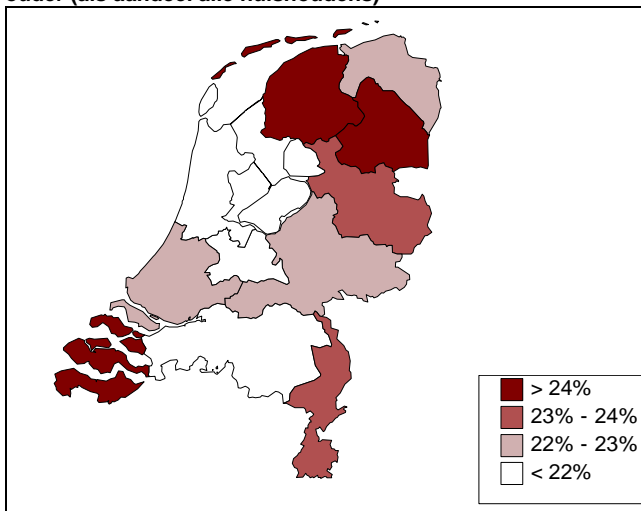 ouder (als aandeel alle huishoudens)
> 24%
23% - 24%
22% - 23%
< 22%